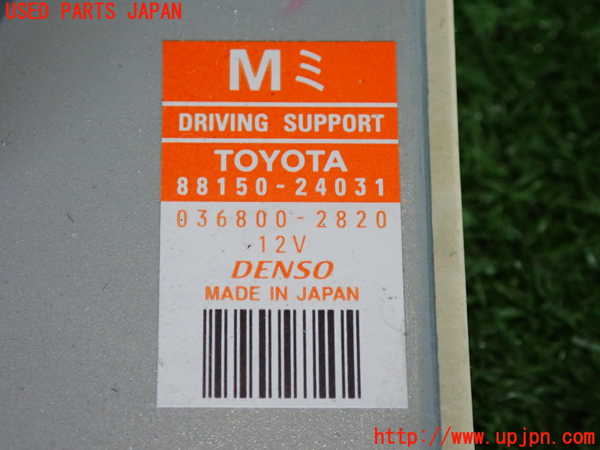 USED PARTS JAPAN
M ミ
DRIVING SUPPORT
TOYOTA
88150-24031
036800-2820
12V
DENSO
MADE IN JAPAN
http://www.upjpn.com